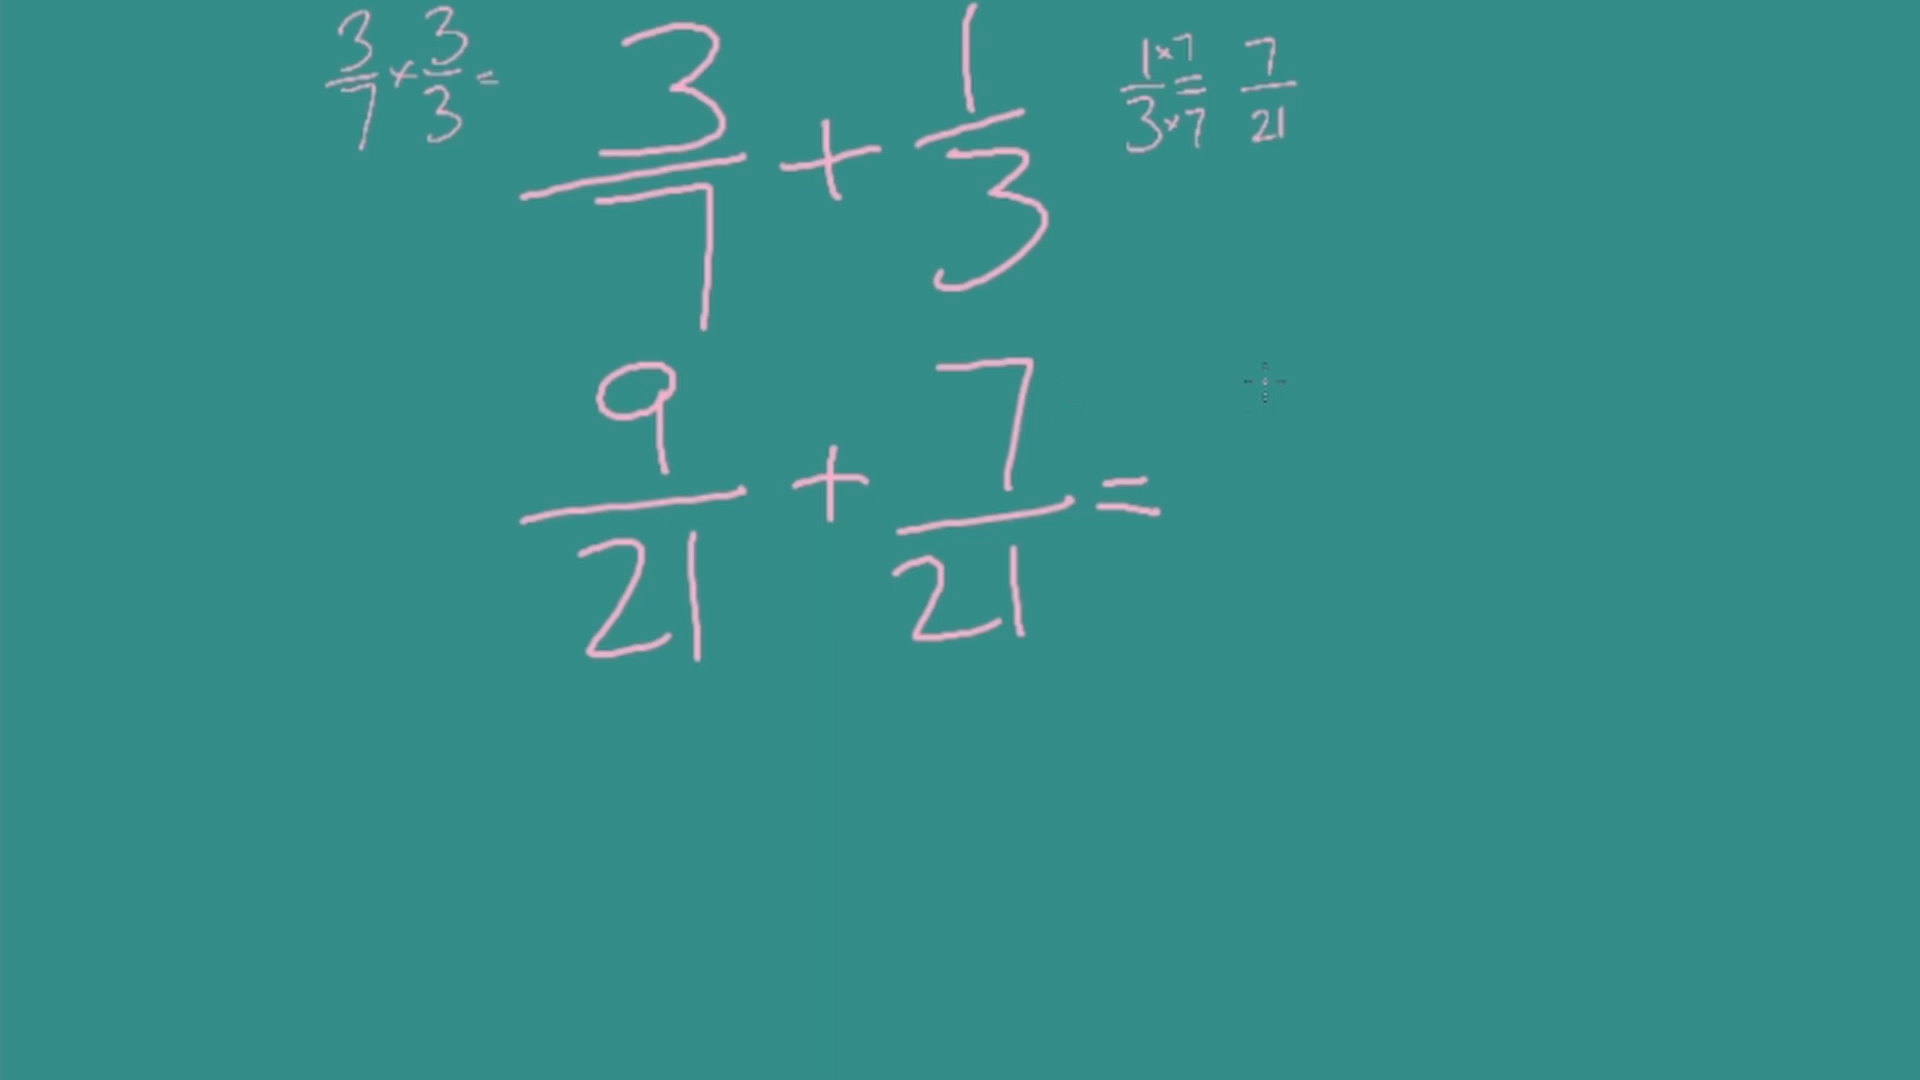 3/7 × 3/3 =
3/7 + 1/3
1×7/3×7 = 7/21
9/21 + 7/21 =